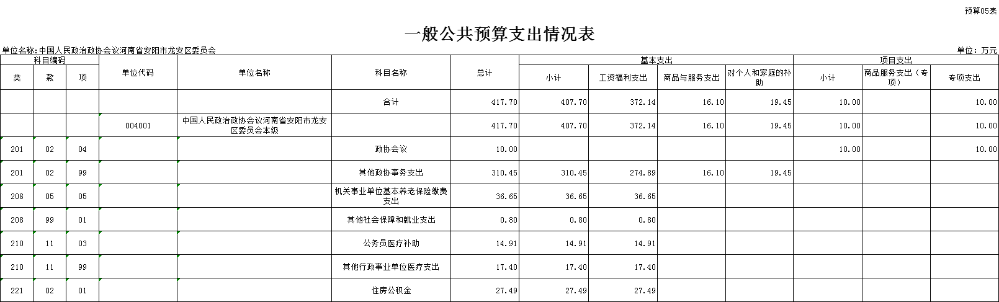 预算05表
一般公共预算支出情况表
单位名称:中国人民政治政协会议河南省安阳市龙安区委员会 单位：万元
科目编码 单位代码 单位名称 科目名称 总计 基本支出 项目支出
类 款 项 小计 工资福利支出 商品与服务支出 对个人和家庭的补助 小计 商品服务支出（专项） 专项支出
合计 417.70 407.70 372.14 16.10 19.45 10.00 10.00
004001 中国人民政治政协会议河南省安阳市龙安区委员会本级 417.70 407.70 372.14 16.10 19.45 10.00 10.00
201 02 04 政协会议 10.00 10.00 10.00
201 02 99 其他政协事务支出 310.45 310.45 274.89 16.10 19.45
208 05 05 机关事业单位基本养老保险缴费支出 36.65 36.65 36.65
208 99 01 其他社会保障和就业支出 0.80 0.80 0.80
210 11 03 公务员医疗补助 14.91 14.91 14.91
210 11 99 其他行政事业单位医疗支出 17.40 17.40 17.40
221 02 01 住房公积金 27.49 27.49 27.49